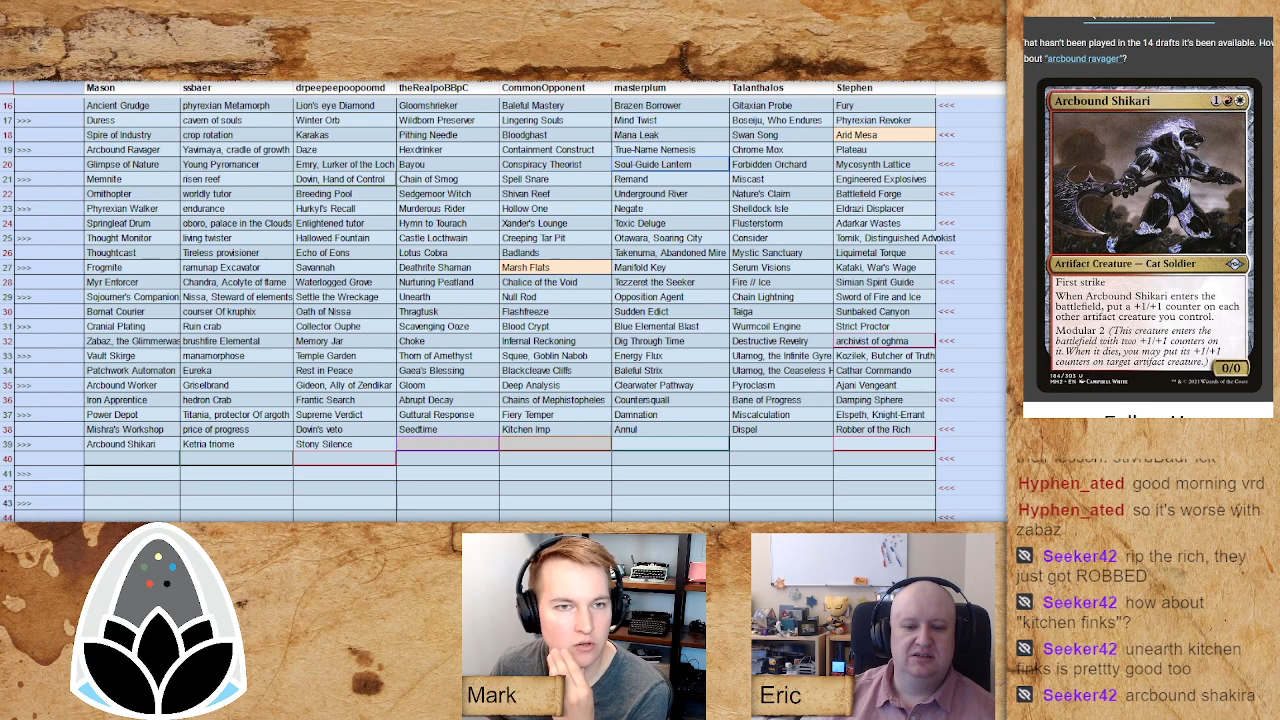 Mason ssbaer drpeepeepoopoomd theRealpoBBpC CommonOpponent masterplum Talanthalos Stephen
16 Ancient Grudge phyrexian Metamorph Lion's eye Diamond Gloomshrieker Baleful Mastery Brazen Borrower Gitaxian Probe Fury <<<
17 >>> Duress cavern of souls Winter Orb Wildborn Preserver Lingering Souls Mind Twist Boseiju, Who Endures Phyrexian Revoker
18 Spire of Industry crop rotation Karakas Pithing Needle Bloodghast Mana Leak Swan Song Arid Mesa <<<
19 >>> Arcbound Ravager Yavimaya, cradle of growth Daze Hexdrinker Containment Construct True-Name Nemesis Chrome Mox Plateau
20 Glimpse of Nature Young Pyromancer Emry, Lurker of the Loch Bayou Conspiracy Theorist Soul-Guide Lantern Forbidden Orchard Mycosynth Lattice <<<
21 >>> Memnite risen reef Dovin, Hand of Control Chain of Smog Spell Snare Remand Miscast Engineered Explosives
22 Ornithopter worldly tutor Breeding Pool Sedgemoor Witch Shivan Reef Underground River Nature's Claim Battlefield Forge <<<
23 >>> Phyrexian Walker endurance Hurkyl's Recall Murderous Rider Hollow One Negate Shelldock Isle Eldrazi Displacer
24 Springleaf Drum oboro, palace in the Clouds Enlightened tutor Hymn to Tourach Xander's Lounge Toxic Deluge Flusterstorm Adarkar Wastes <<<
25 >>> Thought Monitor living twister Hallowed Fountain Castle Locthwain Creeping Tar Pit Otawara, Soaring City Consider Tomik, Distinguished Advokist
26 Thoughtcast Tireless provisioner Echo of Eons Lotus Cobra Badlands Takenuma, Abandoned Mire Mystic Sanctuary Liquimetal Torque <<<
27 >>> Frogmite ramunap Excavator Savannah Deathrite Shaman Marsh Flats Manifold Key Serum Visions Kataki, War's Wage
28 Myr Enforcer Chandra, Acolyte of flame Waterlogged Grove Nurturing Peatland Chalice of the Void Tezzeret the Seeker Fire // Ice Simian Spirit Guide <<<
29 >>> Sojourner's Companion Nissa, Steward of elements Settle the Wreckage Unearth Null Rod Opposition Agent Chain Lightning Sword of Fire and Ice
30 Bomat Courier courser Of kruphix Oath of Nissa Thragtusk Flashfreeze Sudden Edict Taiga Sunbaked Canyon <<<
31 >>> Cranial Plating Ruin crab Collector Ouphe Scavenging Ooze Blood Crypt Blue Elemental Blast Wurmcoil Engine Strict Proctor
32 Zabaz, the Glimmerwas brushfire Elemental Memory Jar Choke Infernal Reckoning Dig Through Time Destructive Revelry archivist of oghma <<<
33 >>> Vault Skirge manamorphose Temple Garden Thorn of Amethyst Squee, Goblin Nabob Energy Flux Ulamog, the Infinite Gyre Kozilek, Butcher of Truth
34 Patchwork Automaton Eureka Rest in Peace Gaea's Blessing Blackcleave Cliffs Baleful Strix Ulamog, the Ceaseless H Cathar Commando <<<
35 >>> Arcbound Worker Griselbrand Gideon, Ally of Zendikar Gloom Deep Analysis Clearwater Pathway Pyroclasm Ajani Vengeant
36 Iron Apprentice hedron Crab Frantic Search Abrupt Decay Chains of Mephistopheles Countersquall Bane of Progress Damping Sphere <<<
37 >>> Power Depot Titania, protector Of argoth Supreme Verdict Guttural Response Fiery Temper Damnation Miscalculation Elspeth, Knight-Errant
38 Mishra's Workshop price of progress Dovin's veto Seedtime Kitchen Imp Annul Dispel Robber of the Rich <<<
39 >>> Arcbound Shikari Ketria triome Stony Silence
40 <<<
41 >>>
42 <<<
43 >>>
44 <<<
hat hasn't been played in the 14 drafts it's been available. How
bout "arcbound ravager"?
Arcbound Shikari 1
Artifact Creature — Cat Soldier
First strike
When Arcbound Shikari enters the
battlefield, put a +1/+1 counter on each
other artifact creature you control.
Modular 2 (This creature enters the
battlefield with two +1/+1 counters on
it. When it dies, you may put its +1/+1
counters on target artifact creature.)
0/0
184/303 U
MH2 • EN Campbell White ™ & © 2021 Wizards of the Coast
Hyphen_ated good morning vrd
Hyphen_ated so it's worse with
zabaz
Seeker42 rip the rich, they
just got ROBBED
Seeker42 how about
"kitchen finks"?
Seeker42 unearth kitchen
finks is prettty good too
Seeker42 arcbound shakira
Mark
Eric